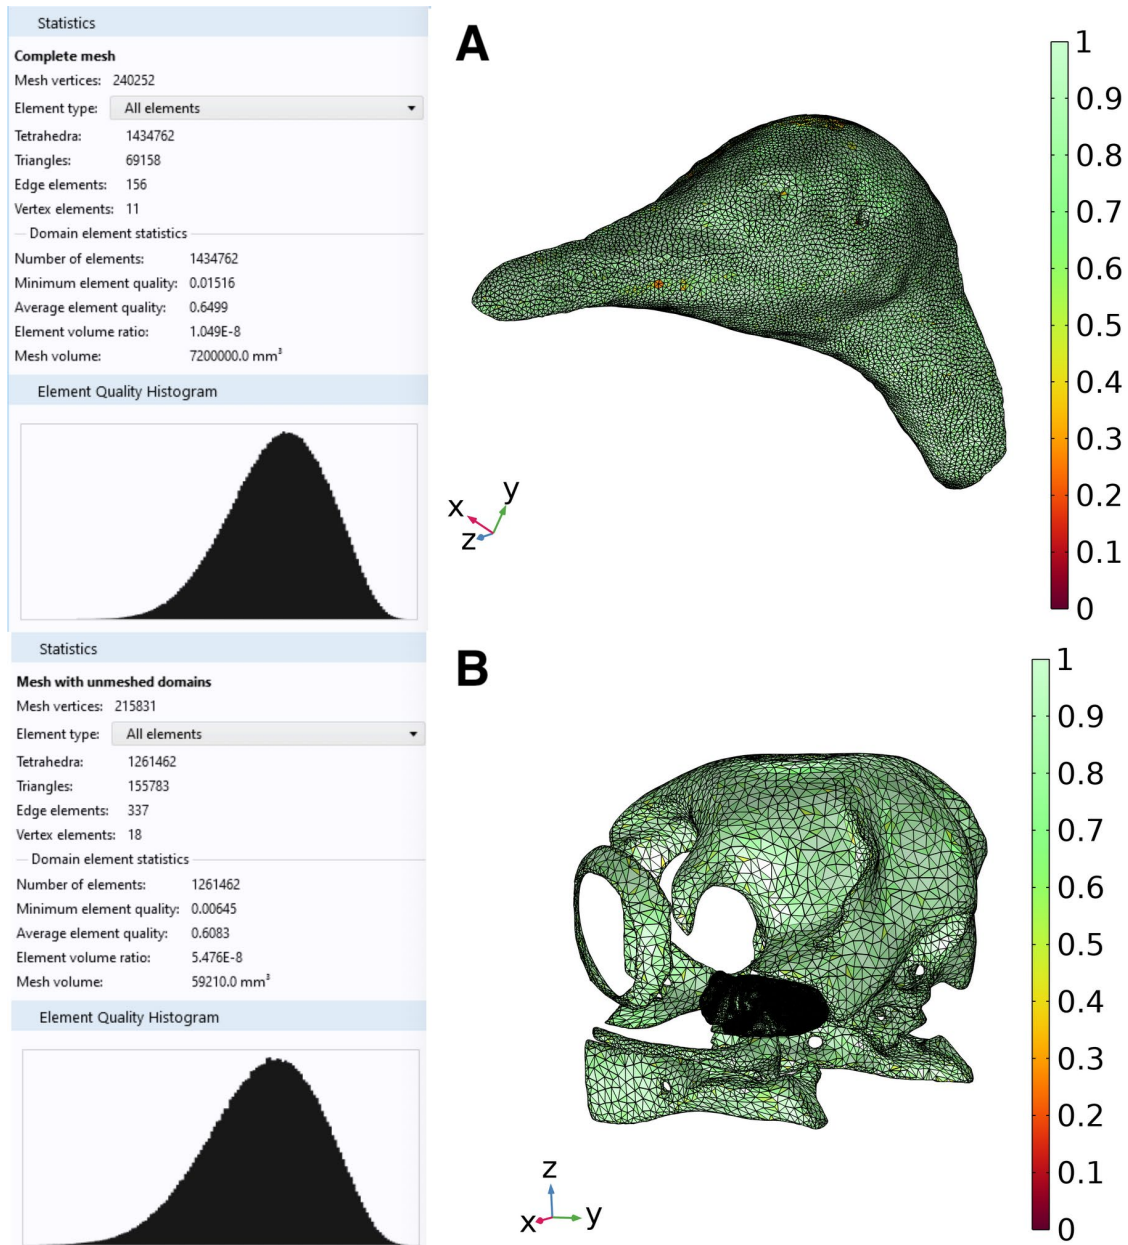 Statistics
Complete mesh
Mesh vertices: 240252
Element type: All elements
Tetrahedra: 1434762
Triangles: 69158
Edge elements: 156
Vertex elements: 11
Domain element statistics
Number of elements: 1434762
Minimum element quality: 0.01516
Average element quality: 0.6499
Element volume ratio: 1.049E-8
Mesh volume: 7200000.0 mm³
Element Quality Histogram
A
1
0.9
0.8
0.7
0.6
0.5
0.4
0.3
0.2
0.1
0
y
x
z
Statistics
Mesh with unmeshed domains
Mesh vertices: 215831
Element type: All elements
Tetrahedra: 1261462
Triangles: 155783
Edge elements: 337
Vertex elements: 18
Domain element statistics
Number of elements: 1261462
Minimum element quality: 0.00645
Average element quality: 0.6083
Element volume ratio: 5.476E-8
Mesh volume: 59210.0 mm³
Element Quality Histogram
B
1
0.9
0.8
0.7
0.6
0.5
0.4
0.3
0.2
0.1
0
z
x
y